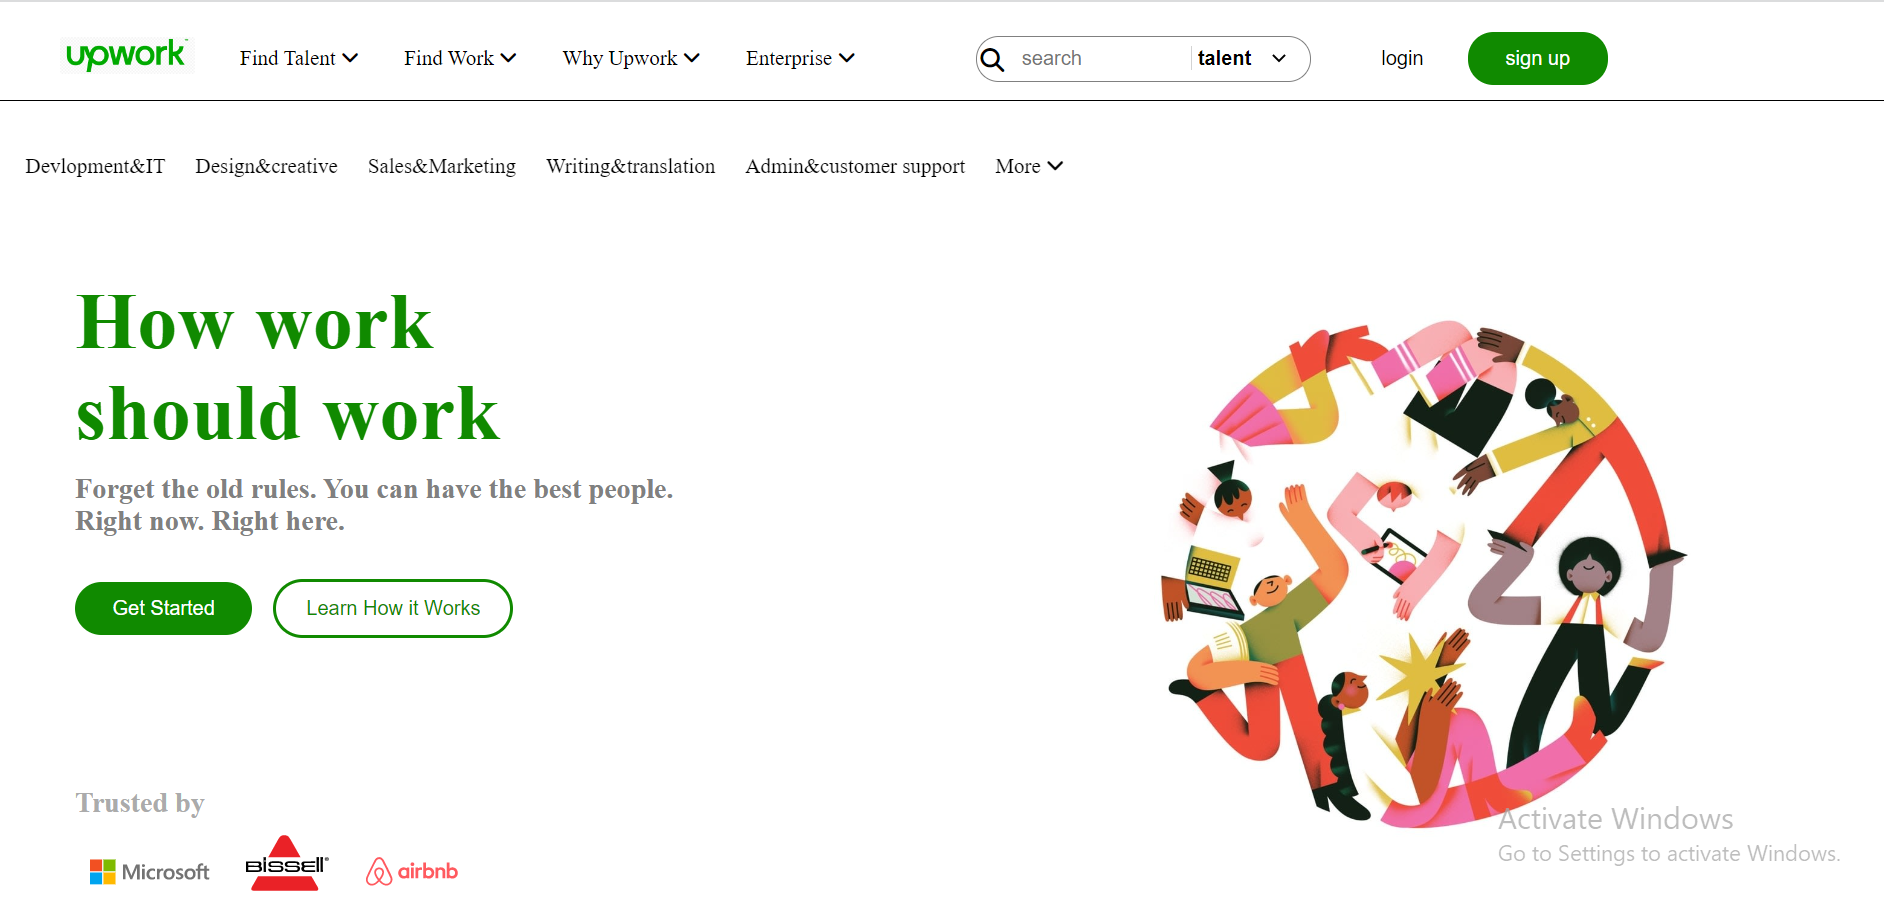 upwork
Find Talent Find Work Why Upwork Enterprise search talent login sign up
Devlopment&IT Design&creative Sales&Marketing Writing&translation Admin&customer support More
How work
should work
Forget the old rules. You can have the best people.
Right now. Right here.
Get Started Learn How it Works
Trusted by
Microsoft BISSELL airbnb
Activate Windows
Go to Settings to activate Windows.